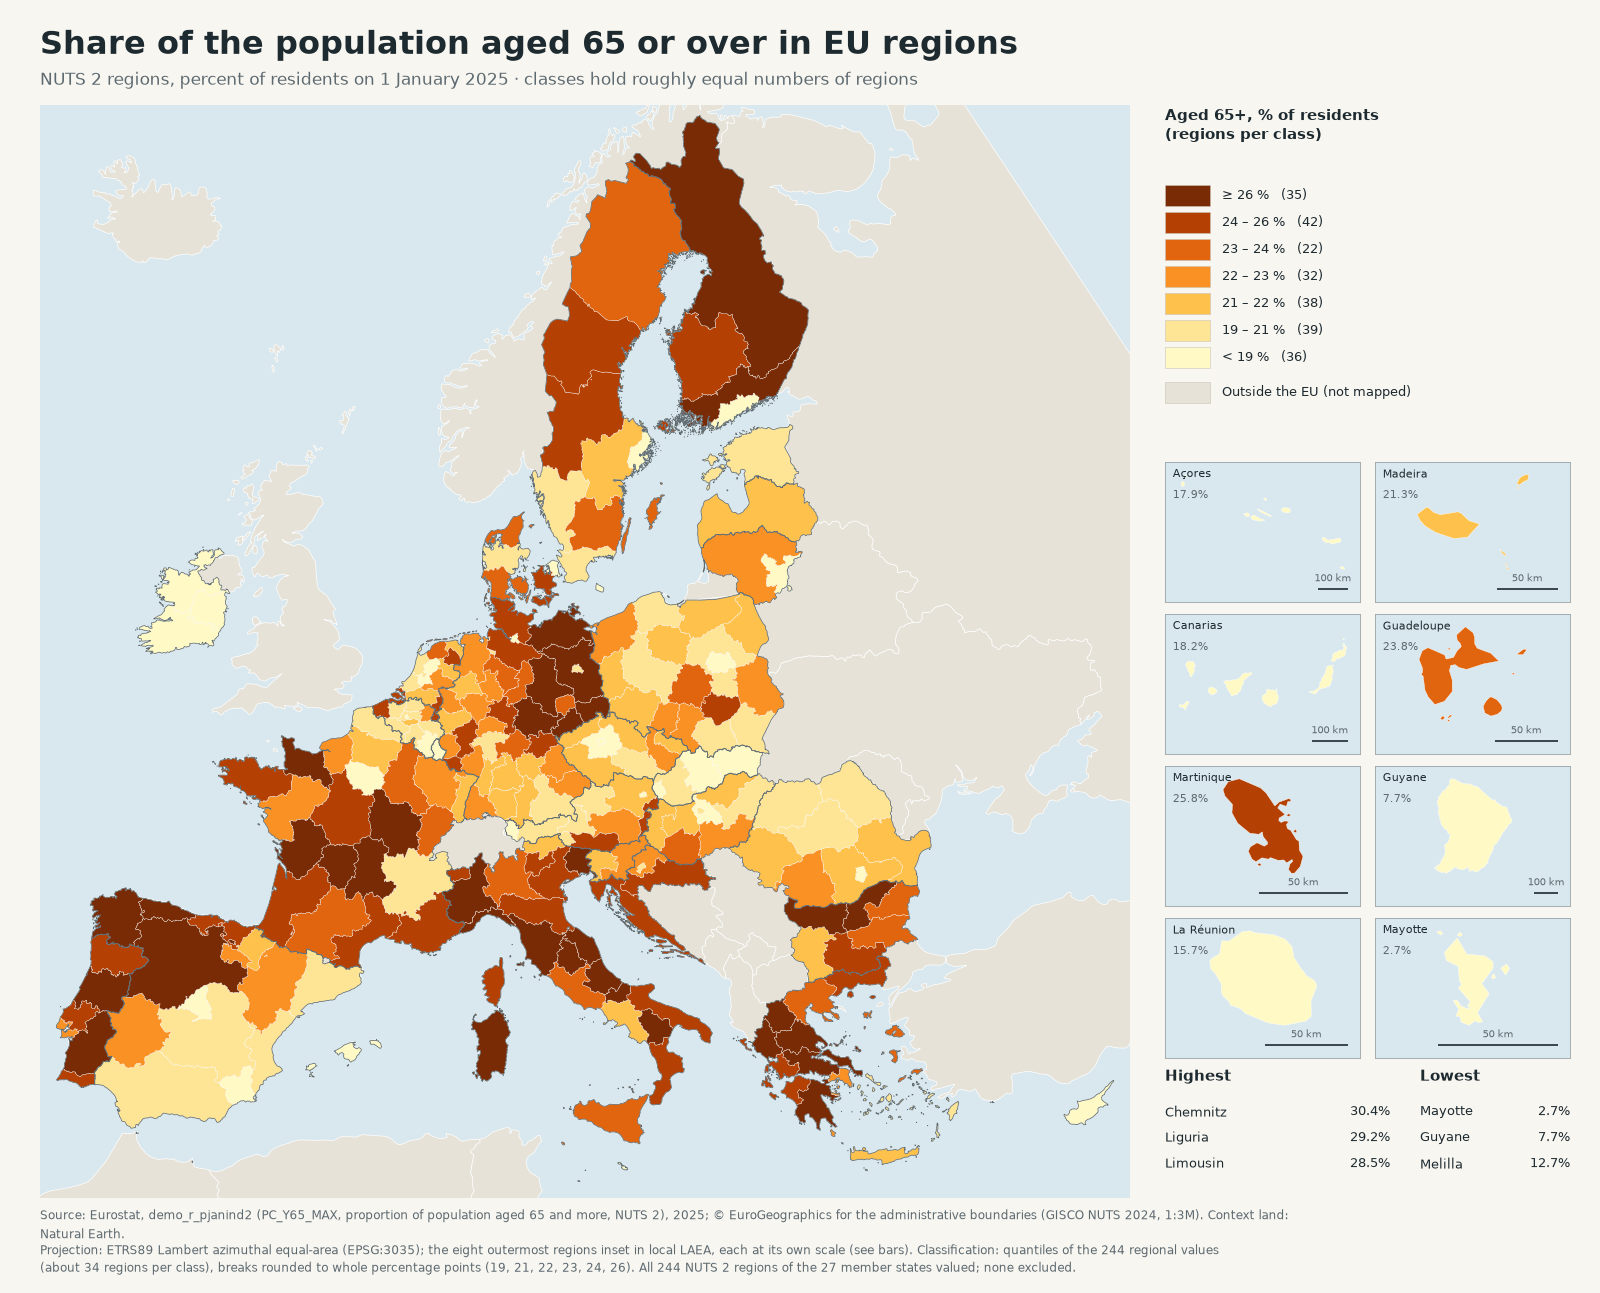 Share of the population aged 65 or over in EU regions
NUTS 2 regions, percent of residents on 1 January 2025 · classes hold roughly equal numbers of regions
Aged 65+, % of residents
(regions per class)
≥ 26 % (35)
24 – 26 % (42)
23 – 24 % (22)
22 – 23 % (32)
21 – 22 % (38)
19 – 21 % (39)
< 19 % (36)
Outside the EU (not mapped)
Açores
17.9%
100 km
Madeira
21.3%
50 km
Canarias
18.2%
100 km
Guadeloupe
23.8%
50 km
Martinique
25.8%
50 km
Guyane
7.7%
100 km
La Réunion
15.7%
50 km
Mayotte
2.7%
50 km
Highest
Chemnitz 30.4%
Liguria 29.2%
Limousin 28.5%
Lowest
Mayotte 2.7%
Guyane 7.7%
Melilla 12.7%
Source: Eurostat, demo_r_pjanind2 (PC_Y65_MAX, proportion of population aged 65 and more, NUTS 2), 2025; © EuroGeographics for the administrative boundaries (GISCO NUTS 2024, 1:3M). Context land:
Natural Earth.
Projection: ETRS89 Lambert azimuthal equal-area (EPSG:3035); the eight outermost regions inset in local LAEA, each at its own scale (see bars). Classification: quantiles of the 244 regional values
(about 34 regions per class), breaks rounded to whole percentage points (19, 21, 22, 23, 24, 26). All 244 NUTS 2 regions of the 27 member states valued; none excluded.